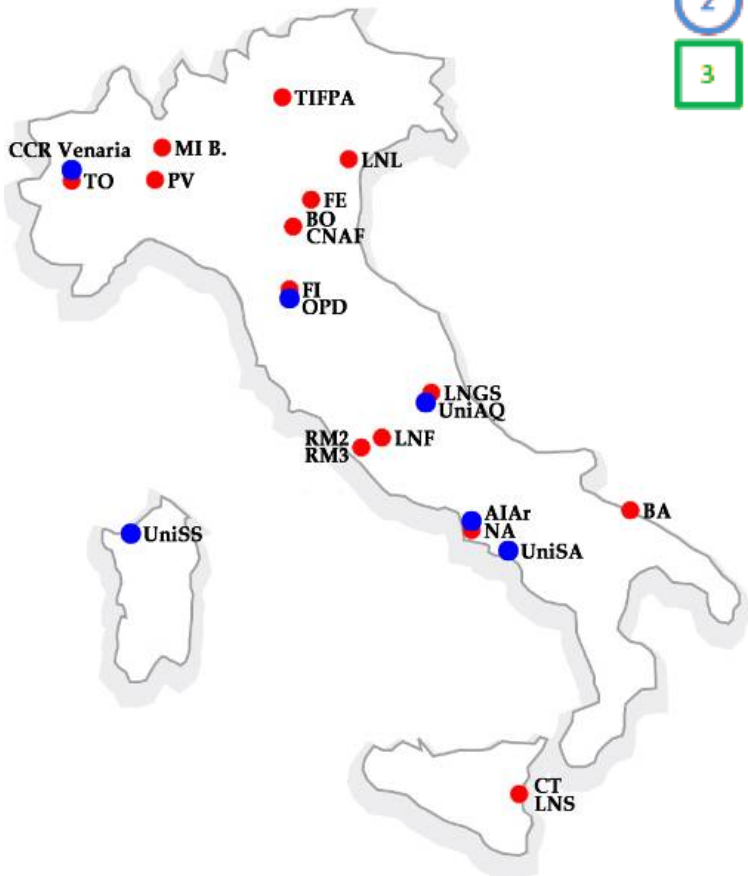 2
3
TIFPA
CCR Venaria
MI B.
LNL
TO
PV
FE
BO
CNAF
FI
OPD
LNGS
UniAQ
RM2
LNF
RM3
AIAr
BA
NA
UniSS
UniSA
CT
LNS